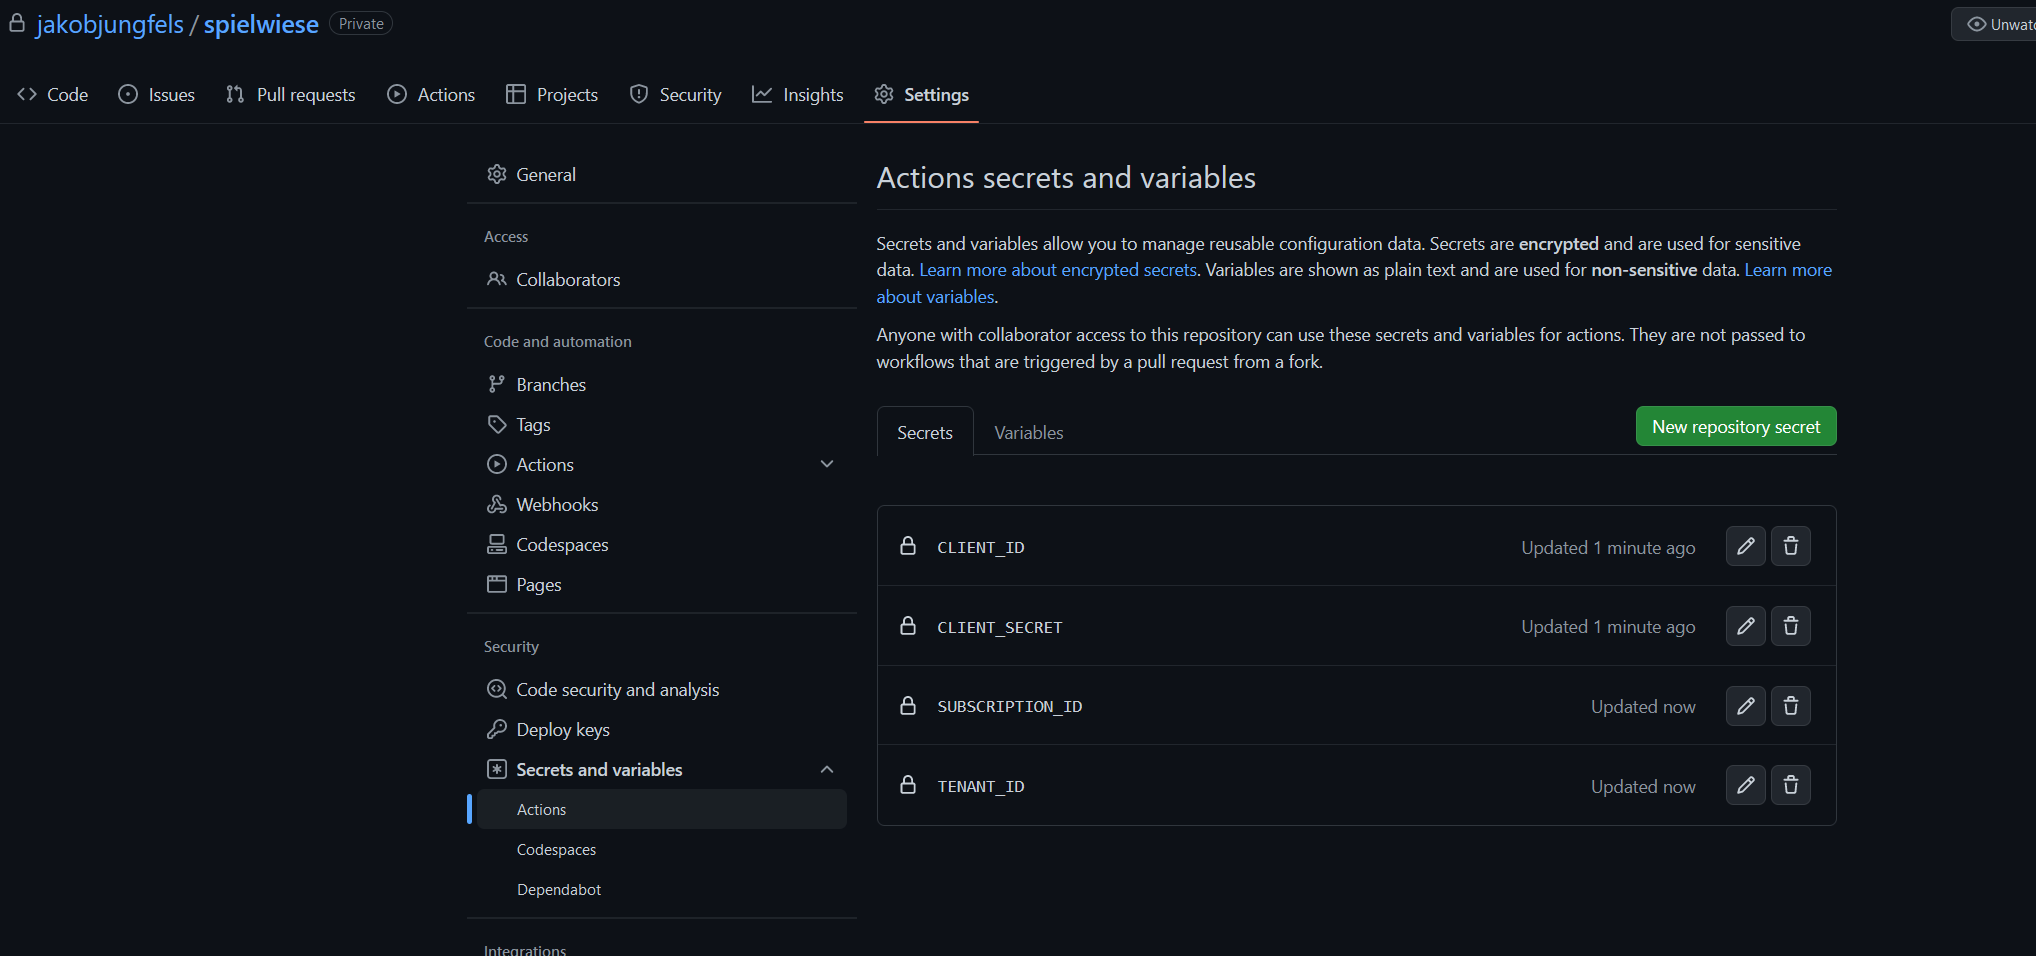 jakobjungfels / spielwiese Private
Unwatc
Code Issues Pull requests Actions Projects Security Insights Settings
General
Access
Collaborators
Code and automation
Branches
Tags
Actions
Webhooks
Codespaces
Pages
Security
Code security and analysis
Deploy keys
Secrets and variables
Actions
Codespaces
Dependabot
Integrations
Actions secrets and variables
Secrets and variables allow you to manage reusable configuration data. Secrets are encrypted and are used for sensitive
data. Learn more about encrypted secrets. Variables are shown as plain text and are used for non-sensitive data. Learn more
about variables.
Anyone with collaborator access to this repository can use these secrets and variables for actions. They are not passed to
workflows that are triggered by a pull request from a fork.
Secrets Variables New repository secret
CLIENT_ID Updated 1 minute ago
CLIENT_SECRET Updated 1 minute ago
SUBSCRIPTION_ID Updated now
TENANT_ID Updated now